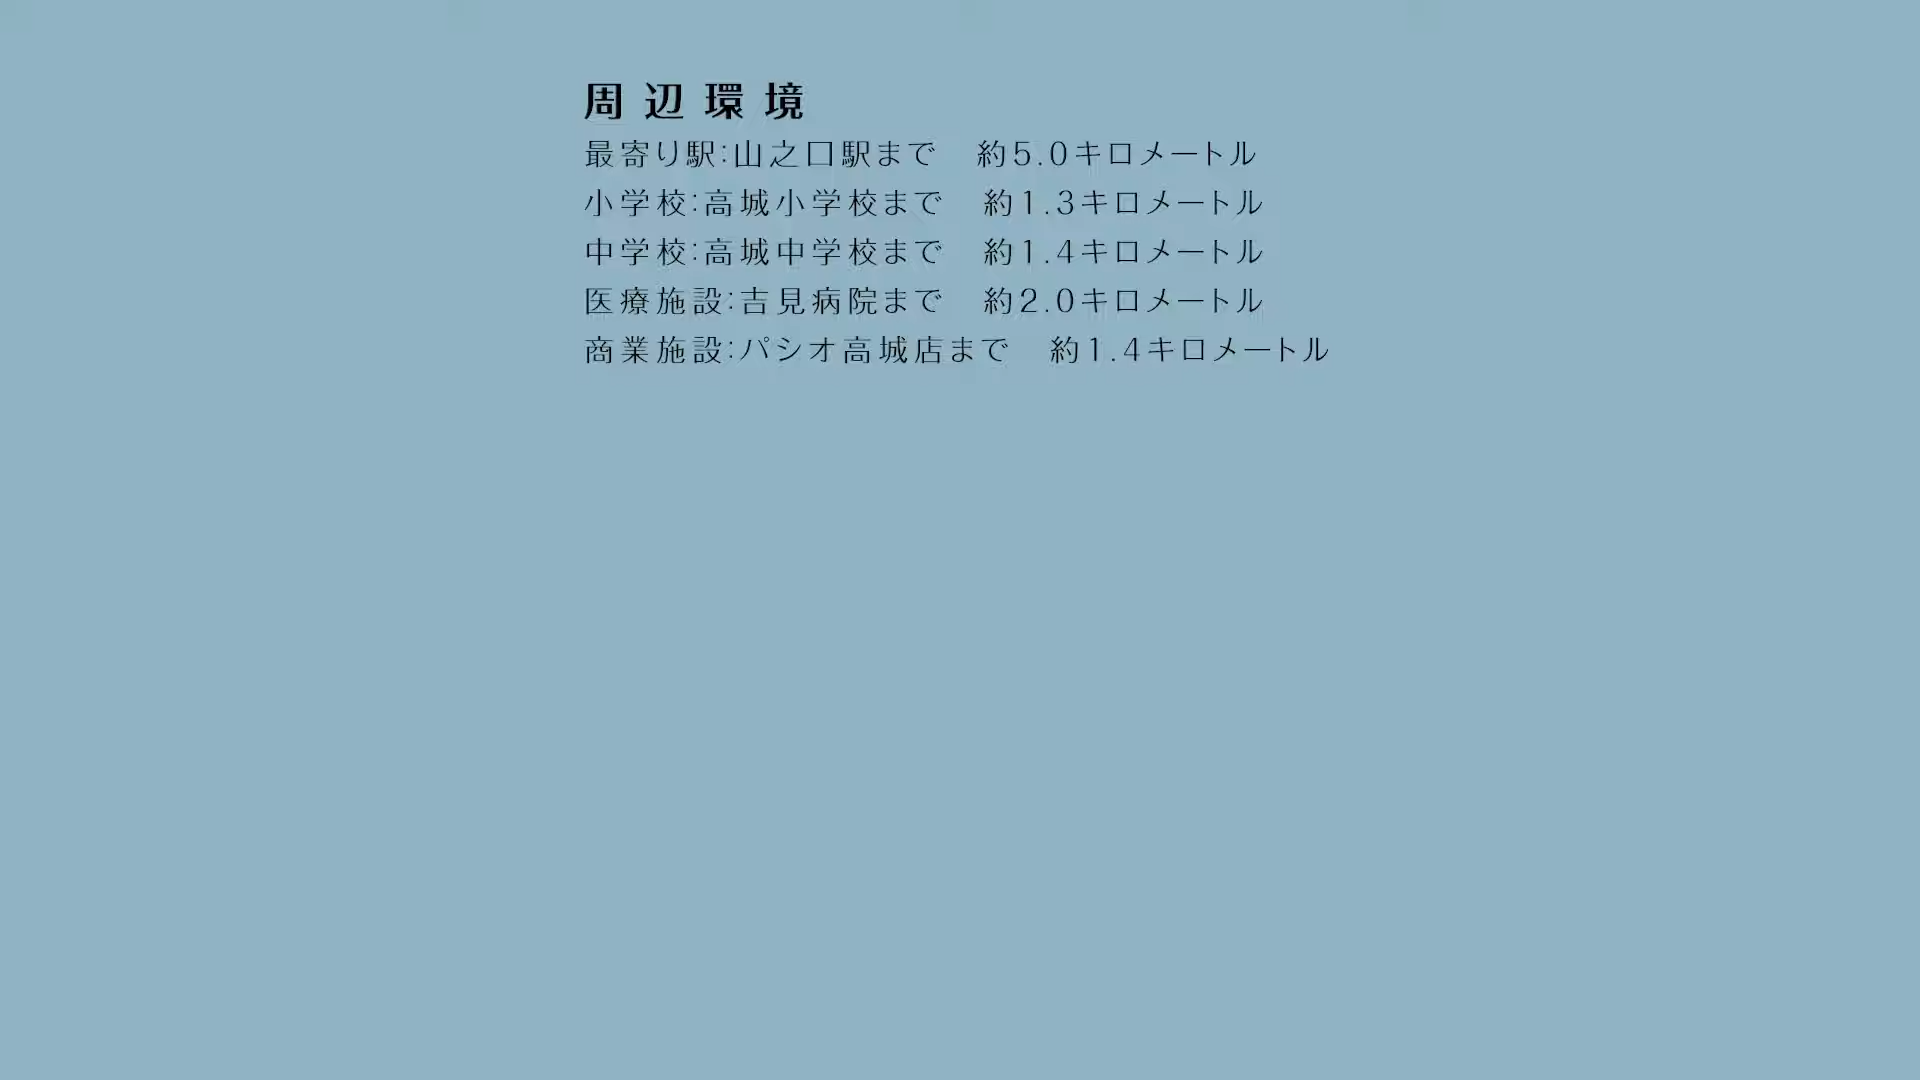 周辺環境
最寄り駅:山之口駅まで　約5.0キロメートル
小学校:高城小学校まで　約1.3キロメートル
中学校:高城中学校まで　約1.4キロメートル
医療施設:吉見病院まで　約2.0キロメートル
商業施設:パシオ高城店まで　約1.4キロメートル